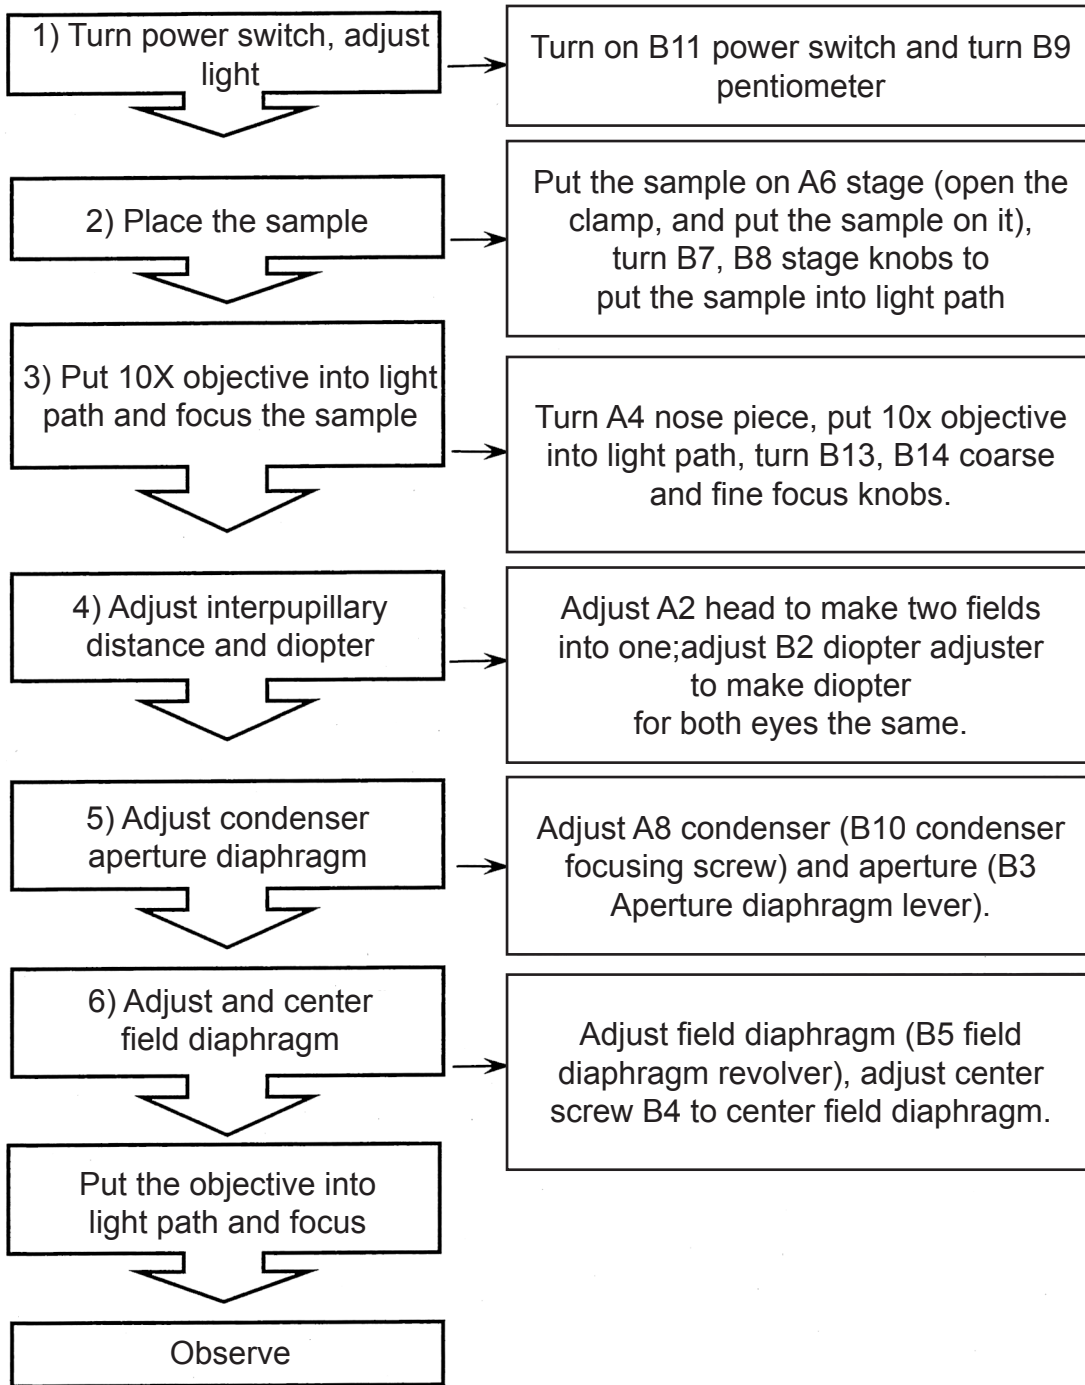 1) Turn power switch, adjust
light
Turn on B11 power switch and turn B9
pentiometer
2) Place the sample
Put the sample on A6 stage (open the
clamp, and put the sample on it),
turn B7, B8 stage knobs to
put the sample into light path
3) Put 10X objective into light
path and focus the sample
Turn A4 nose piece, put 10x objective
into light path, turn B13, B14 coarse
and fine focus knobs.
4) Adjust interpupillary
distance and diopter
Adjust A2 head to make two fields
into one;adjust B2 diopter adjuster
to make diopter
for both eyes the same.
5) Adjust condenser
aperture diaphragm
Adjust A8 condenser (B10 condenser
focusing screw) and aperture (B3
Aperture diaphragm lever).
6) Adjust and center
field diaphragm
Adjust field diaphragm (B5 field
diaphragm revolver), adjust center
screw B4 to center field diaphragm.
Put the objective into
light path and focus
Observe